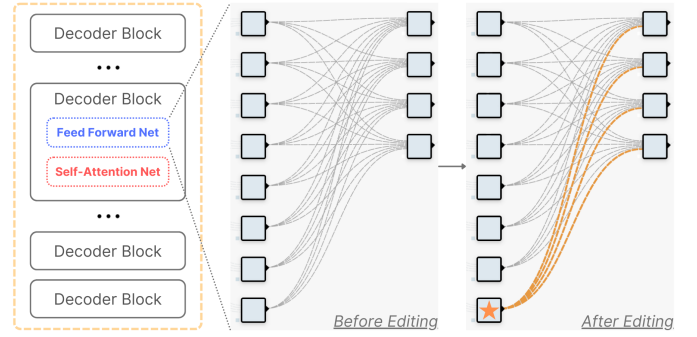 Decoder Block
•••
Decoder Block
Feed Forward Net
Self-Attention Net
•••
Decoder Block
Decoder Block
Before Editing
After Editing